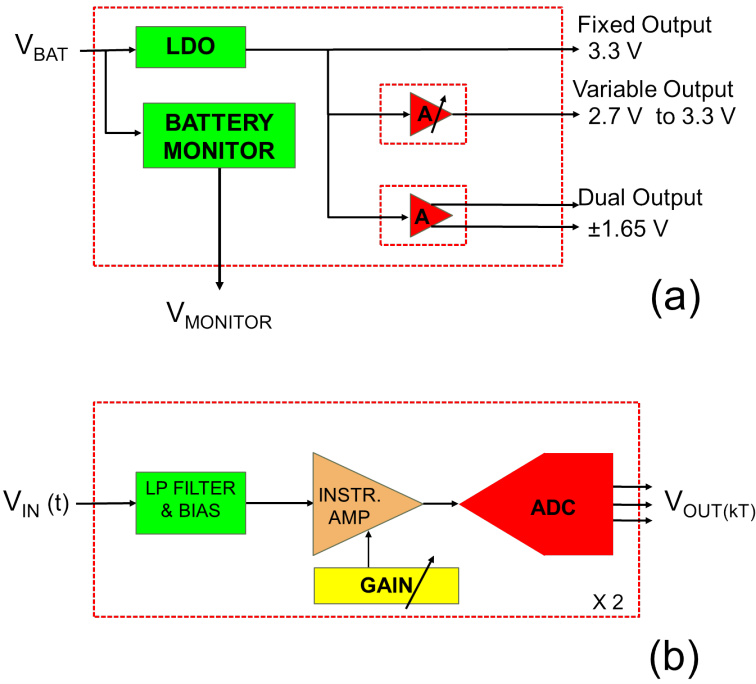 Fixed Output
V_BAT
LDO
3.3 V
Variable Output
A
2.7 V to 3.3 V
BATTERY
MONITOR
Dual Output
A
±1.65 V
(a)
V_MONITOR
V_IN (t)
LP FILTER
& BIAS
INSTR.
AMP
ADC
V_OUT(kT)
GAIN
X 2
(b)